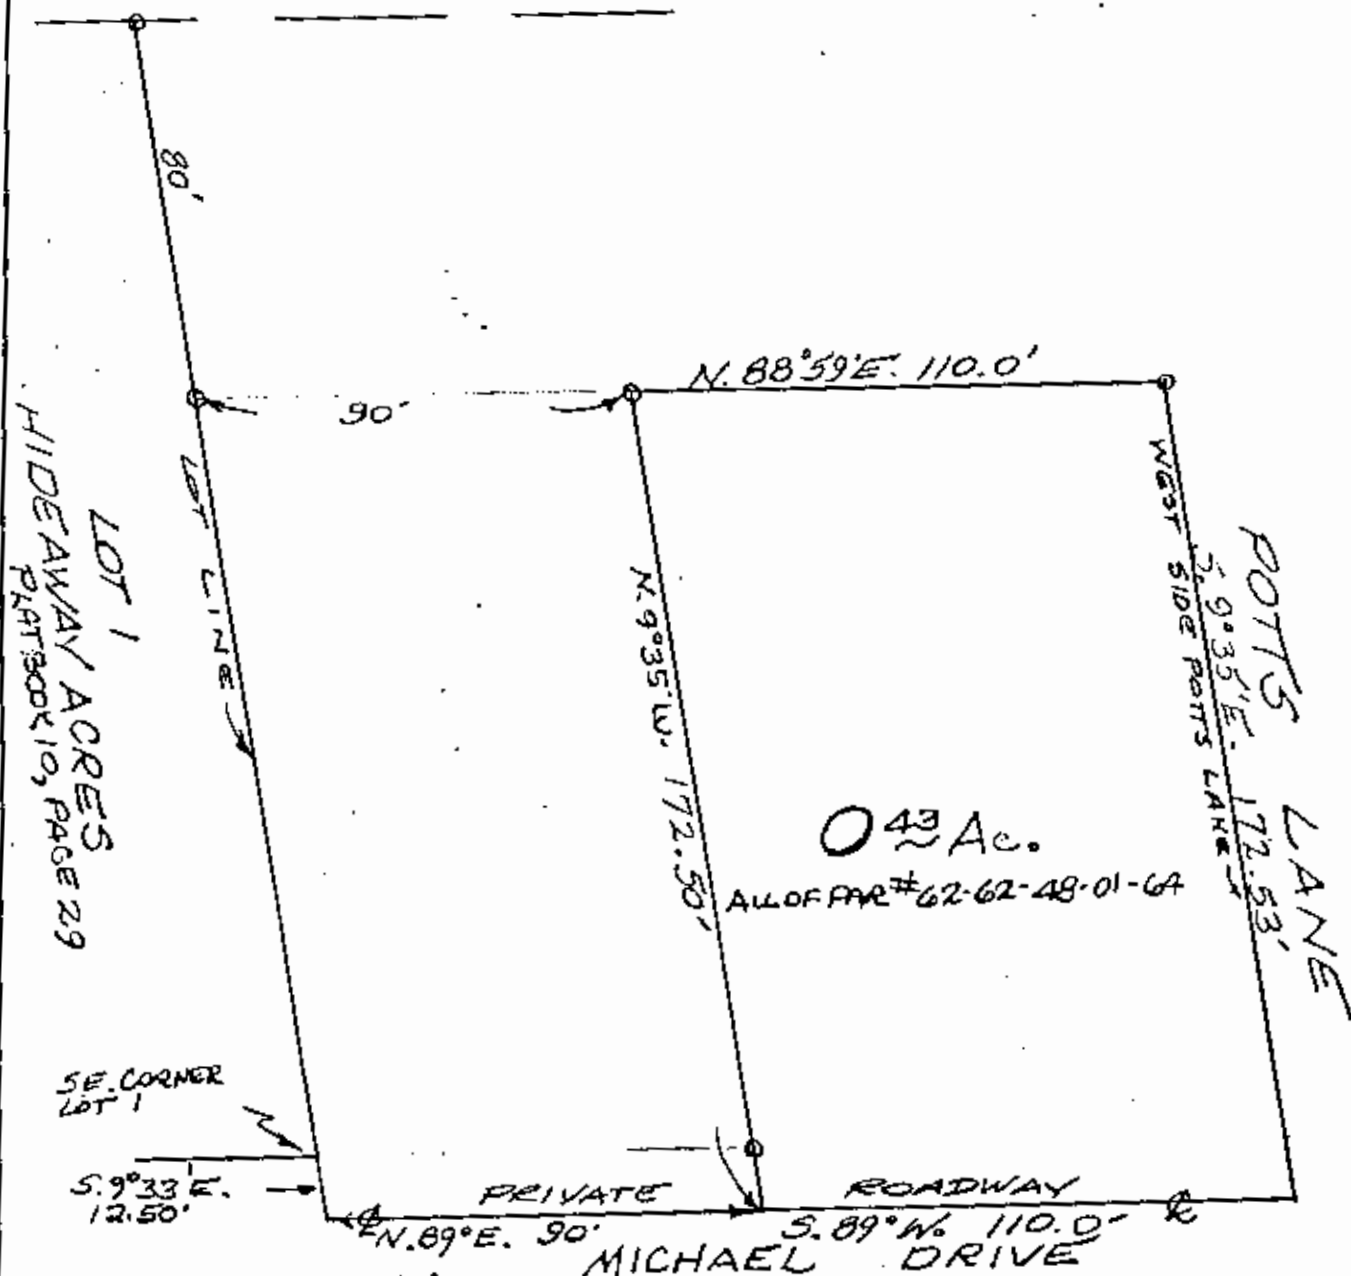 80'
N. 88°59'E. 110.0'
90'
LOT LINE
LOT 1
HIDEAWAY ACRES
PLAT BOOK 10, PAGE 29
N. 9°35'W. 172.50'
WEST SIDE POTTS LANE
S. 9°35'E. 172.53'
POTTS LANE
0 43 Ac.
ALL OF PAR # 62-62-48-01-64
S.E. CORNER
LOT 1
S. 9°33'E.
12.50'
PRIVATE ROADWAY
℄ N. 89°E. 90' S. 89°W. 110.0' ℄
MICHAEL DRIVE